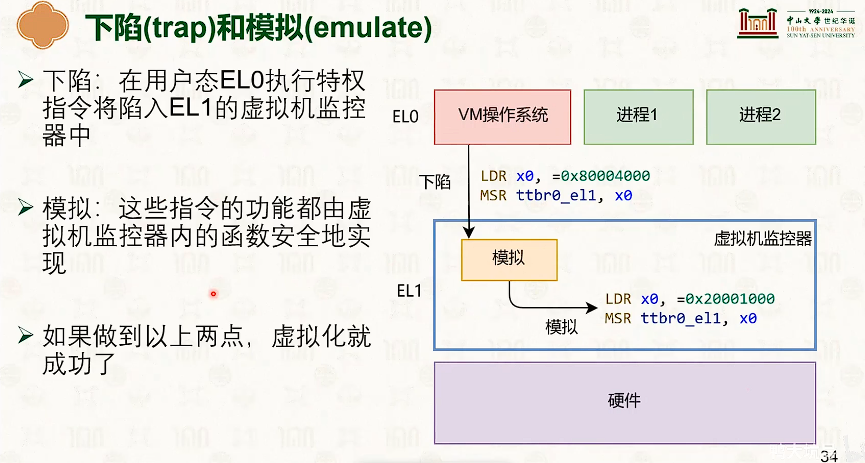 下陷(trap)和模拟(emulate)
1924-2024
中山大学 世纪华诞
100TH ANNIVERSARY
SUN YAT-SEN UNIVERSITY
➢ 下陷：在用户态EL0执行特权
指令将陷入EL1的虚拟机监控
器中
➢ 模拟：这些指令的功能都由虚
拟机监控器内的函数安全地实
现
➢ 如果做到以上两点，虚拟化就
成功了
EL0
VM操作系统
进程1
进程2
下陷
LDR x0, =0x80004000
MSR ttbr0_el1, x0
虚拟机监控器
模拟
EL1
LDR x0, =0x20001000
MSR ttbr0_el1, x0
模拟
硬件
34